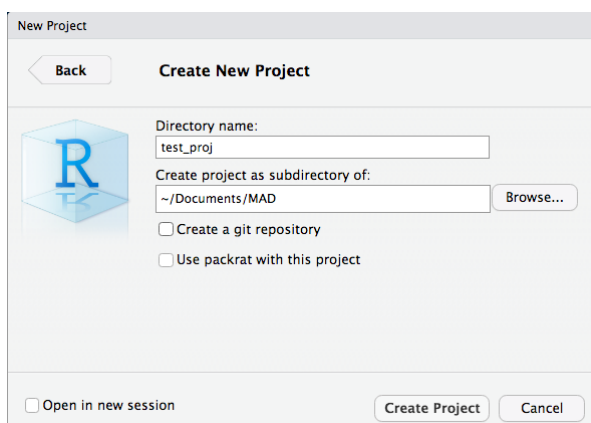 New Project
Back
Create New Project
R
Directory name:
test_proj
Create project as subdirectory of:
~/Documents/MAD
Browse...
Create a git repository
Use packrat with this project
Open in new session
Create Project
Cancel